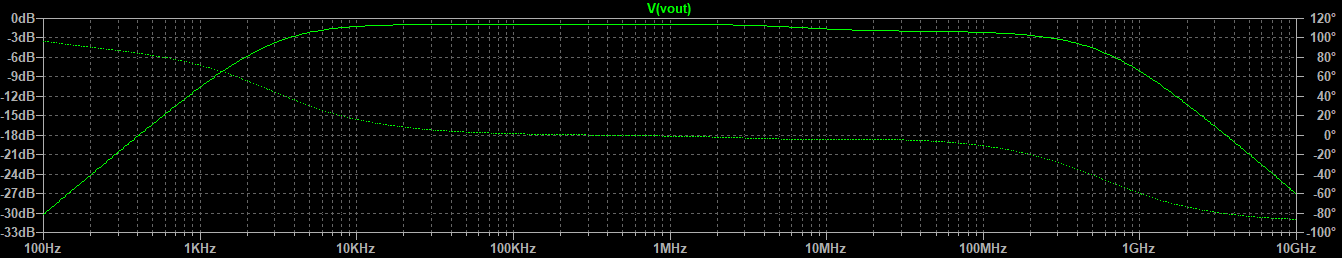 V(vout)
0dB 120°
-3dB 100°
-6dB 80°
-9dB 60°
-12dB 40°
-15dB 20°
-18dB 0°
-21dB -20°
-24dB -40°
-27dB -60°
-30dB -80°
-33dB -100°
100Hz 1KHz 10KHz 100KHz 1MHz 10MHz 100MHz 1GHz 10GHz